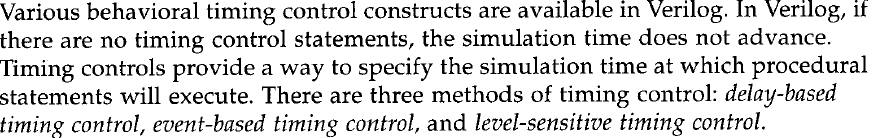 Various behavioral timing control constructs are available in Verilog. In Verilog, if
there are no timing control statements, the simulation time does not advance.
Timing controls provide a way to specify the simulation time at which procedural
statements will execute. There are three methods of timing control: delay-based
timing control, event-based timing control, and level-sensitive timing control.